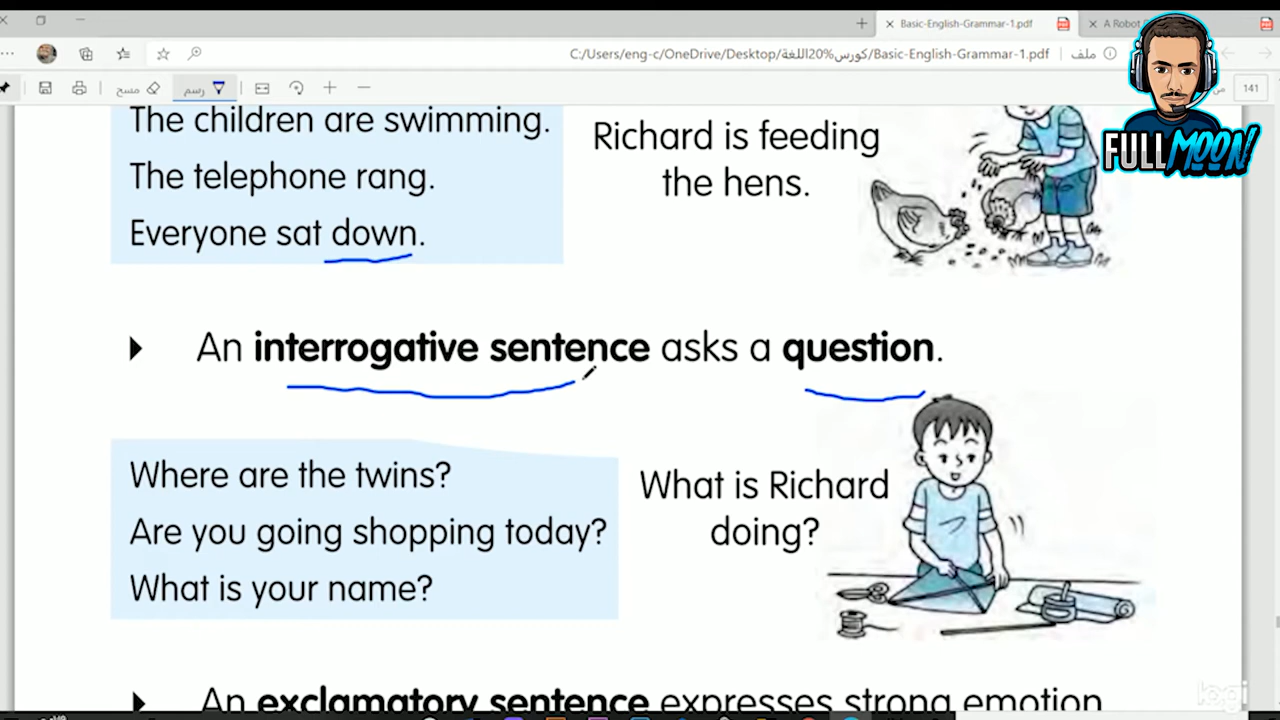 Basic-English-Grammar-1.pdf
A Robot
C:/Users/eng-c/OneDrive/Desktop/كورس%20اللغة/Basic-English-Grammar-1.pdf
ملف
مسح
رسم
141
من
FULL MOON
The children are swimming.
The telephone rang.
Everyone sat down.
Richard is feeding
the hens.
An interrogative sentence asks a question.
Where are the twins?
Are you going shopping today?
What is your name?
What is Richard
doing?
An exclamatory sentence expresses strong emotion
logi